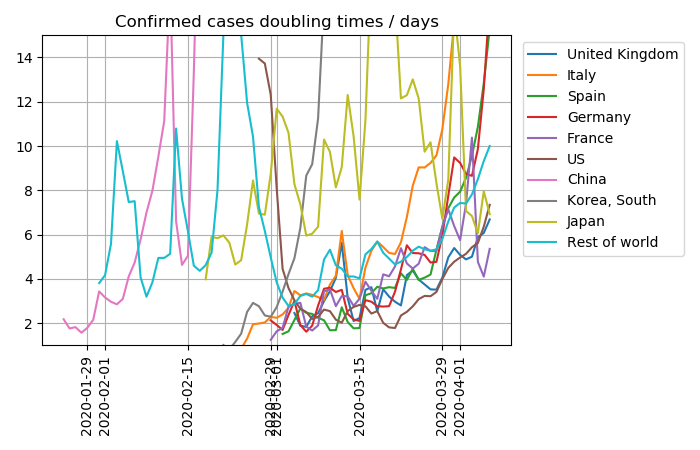 Confirmed cases doubling times / days
14
12
10
8
6
4
2
2020-01-29
2020-02-01
2020-02-15
2020-02-29
2020-03-01
2020-03-15
2020-03-29
2020-04-01
United Kingdom
Italy
Spain
Germany
France
US
China
Korea, South
Japan
Rest of world